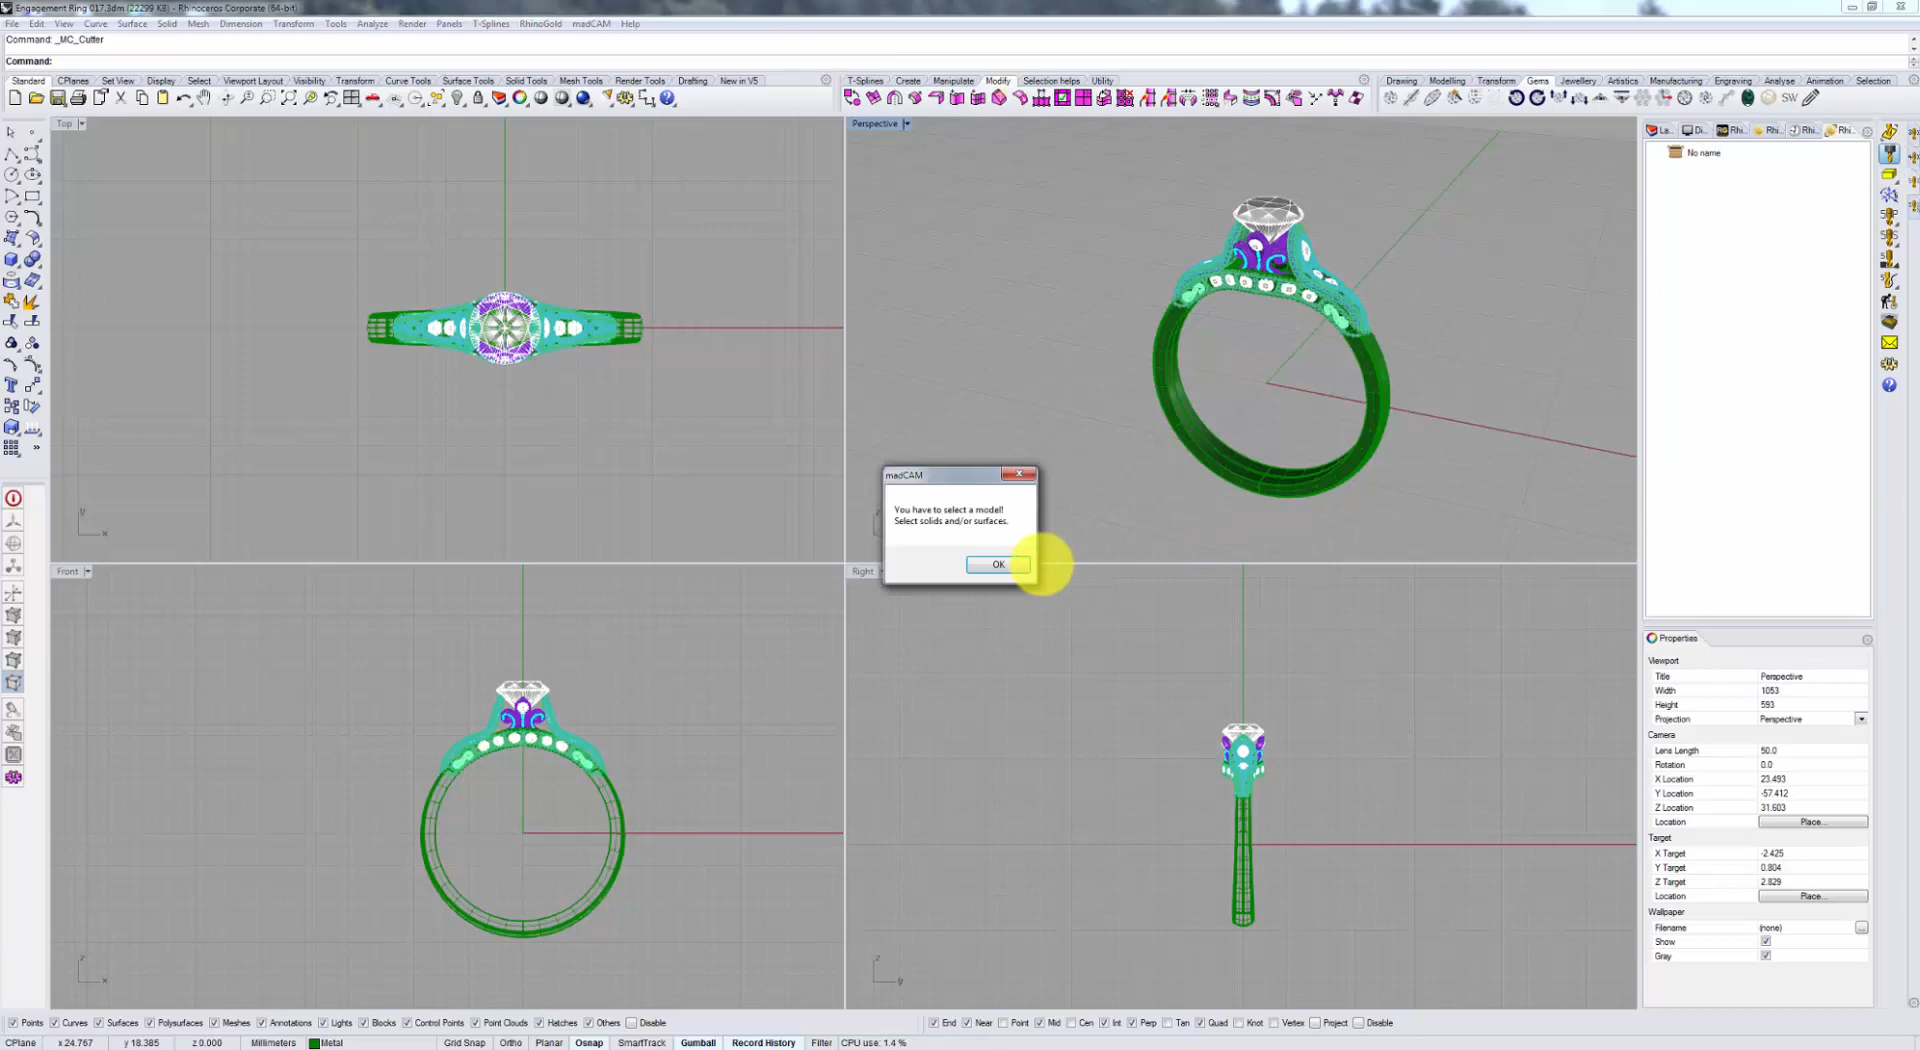 Engagement Ring 017.3dm (22299 KB) - Rhinoceros Corporate (64-bit)
File Edit View Curve Surface Solid Mesh Dimension Transform Tools Analyze Render Panels T-Splines RhinoGold madCAM Help
Command: _MC_Cutter
Command:
Standard CPlanes Set View Display Select Viewport Layout Visibility Transform Curve Tools Surface Tools Solid Tools Mesh Tools Render Tools Drafting New in V5
T-Splines Create Manipulate Modify Selection helps Utility
Drawing Modelling Transform Gems Jewellery Artistics Manufacturing Engraving Analyse Animation Selection
SW
Top
Perspective
La... Di... Rhi... Rhi... Rhi... Rhi...
No name
y
x
z
madCAM
You have to select a model!
Select solids and/or surfaces.
OK
Front
Right
z
x
z
y
Properties
Viewport
Title Perspective
Width 1053
Height 593
Projection Perspective
Camera
Lens Length 50.0
Rotation 0.0
X Location 23.493
Y Location -57.412
Z Location 31.603
Location Place...
Target
X Target -2.425
Y Target 0.804
Z Target 2.829
Location Place...
Wallpaper
Filename (none) ...
Show
Gray
Points Curves Surfaces Polysurfaces Meshes Annotations Lights Blocks Control Points Point Clouds Hatches Others Disable
End Near Point Mid Cen Int Perp Tan Quad Knot Vertex Project Disable
CPlane x 24.767 y 18.385 z 0.000 Millimeters Metal Grid Snap Ortho Planar Osnap SmartTrack Gumball Record History Filter CPU use: 1.4 %